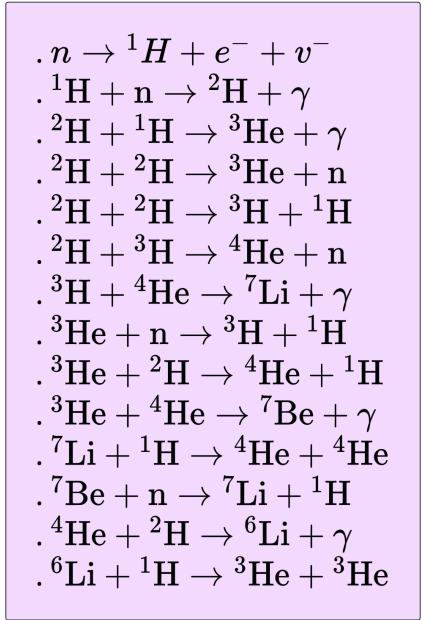 . n → ¹H + e⁻ + v⁻
. ¹H + n → ²H + γ
. ²H + ¹H → ³He + γ
. ²H + ²H → ³He + n
. ²H + ²H → ³H + ¹H
. ²H + ³H → ⁴He + n
. ³H + ⁴He → ⁷Li + γ
. ³He + n → ³H + ¹H
. ³He + ²H → ⁴He + ¹H
. ³He + ⁴He → ⁷Be + γ
. ⁷Li + ¹H → ⁴He + ⁴He
. ⁷Be + n → ⁷Li + ¹H
. ⁴He + ²H → ⁶Li + γ
. ⁶Li + ¹H → ³He + ³He